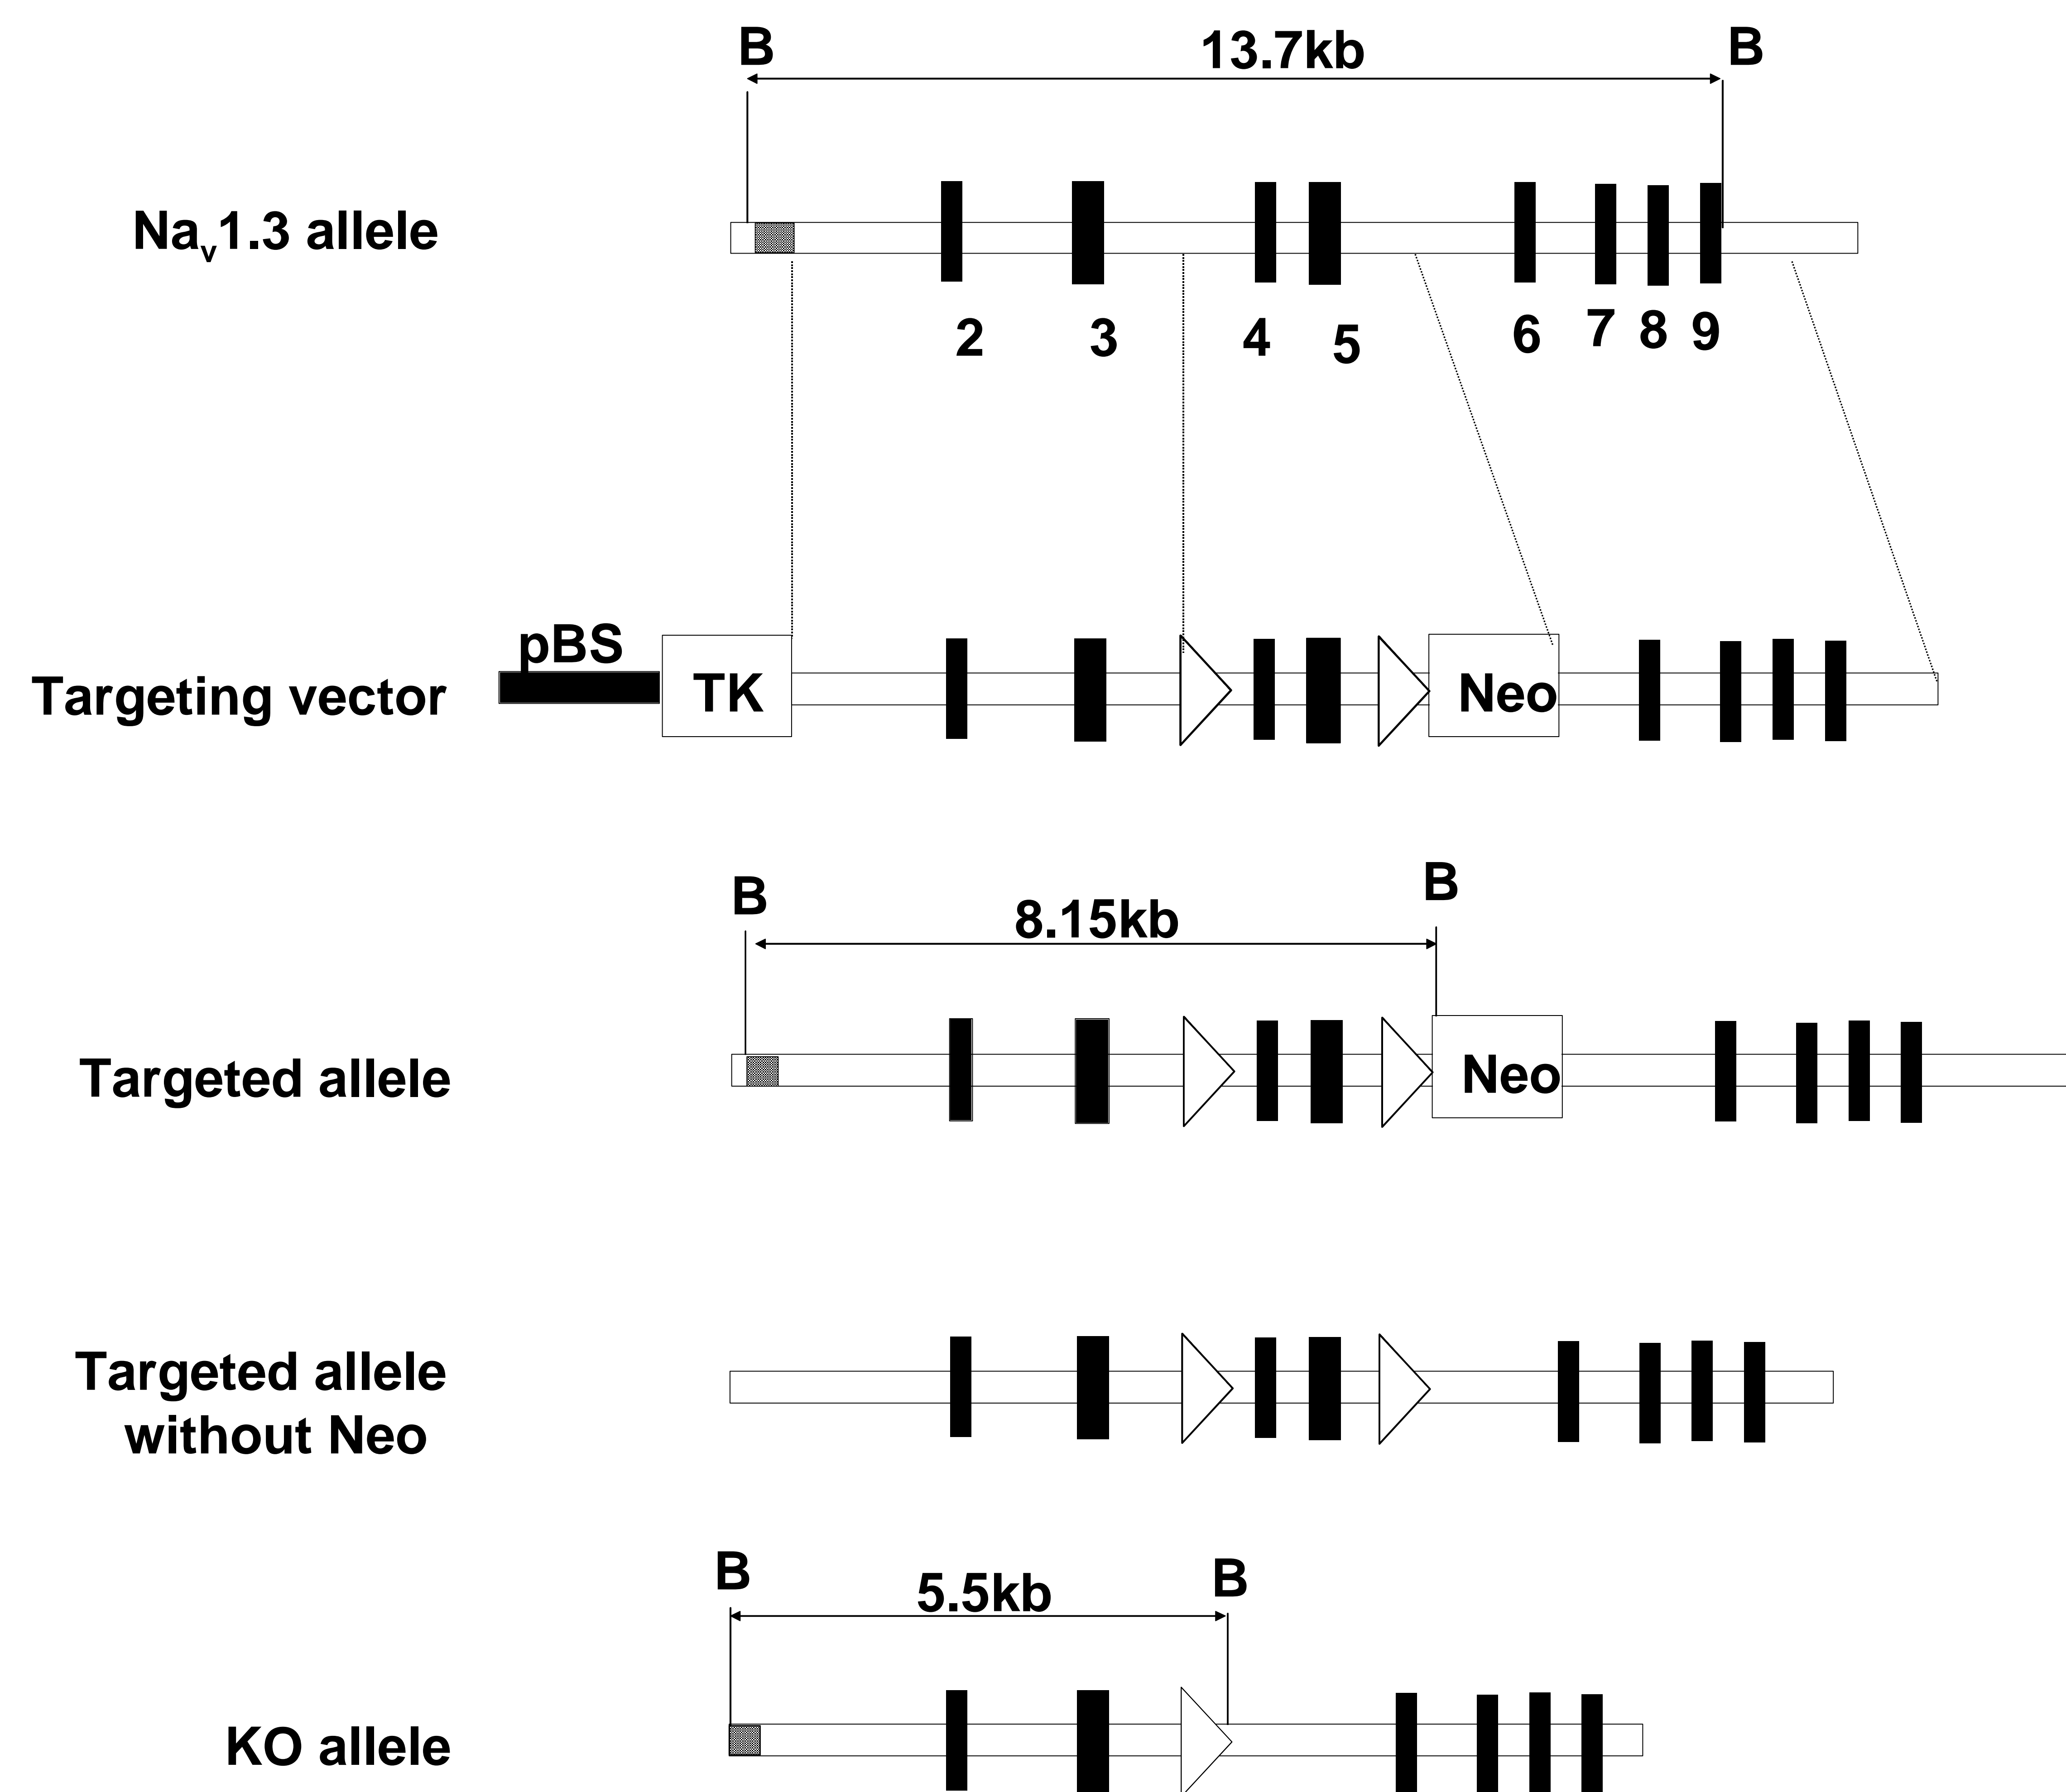 B 13.7kb B
Nav1.3 allele
2 3 4 5 6 7 8 9
pBS
Targeting vector TK Neo
B 8.15kb B
Targeted allele Neo
Targeted allele
without Neo
B 5.5kb B
KO allele